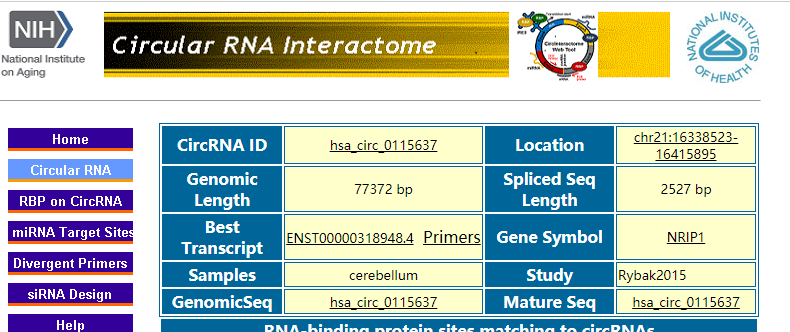 NIH
National Institute
on Aging
Circular RNA Interactome
CircInteractome
Web Tool
NATIONAL INSTITUTES
OF HEALTH
Home
Circular RNA
RBP on CircRNA
miRNA Target Sites
Divergent Primers
siRNA Design
Help
CircRNA ID hsa_circ_0115637 Location chr21:16338523-
16415895
Genomic
Length 77372 bp Spliced Seq
Length 2527 bp
Best
Transcript ENST00000318948.4 Primers Gene Symbol NRIP1
Samples cerebellum Study Rybak2015
GenomicSeq hsa_circ_0115637 Mature Seq hsa_circ_0115637
RNA-binding protein sites matching to circRNAs